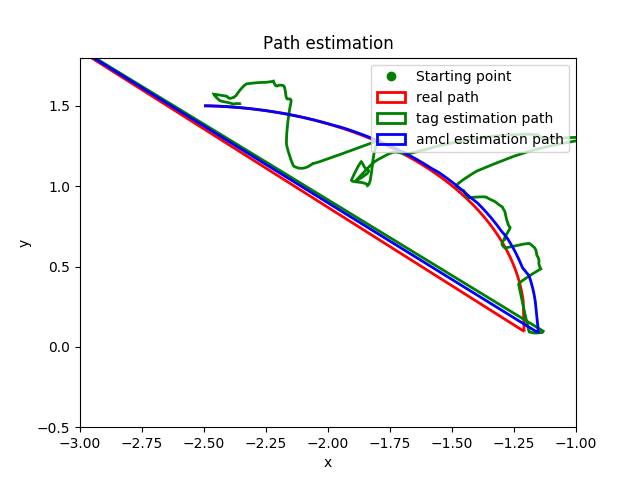 Path estimation
Starting point
real path
tag estimation path
amcl estimation path
y
1.5
1.0
0.5
0.0
−0.5
−3.00 −2.75 −2.50 −2.25 −2.00 −1.75 −1.50 −1.25 −1.00
x